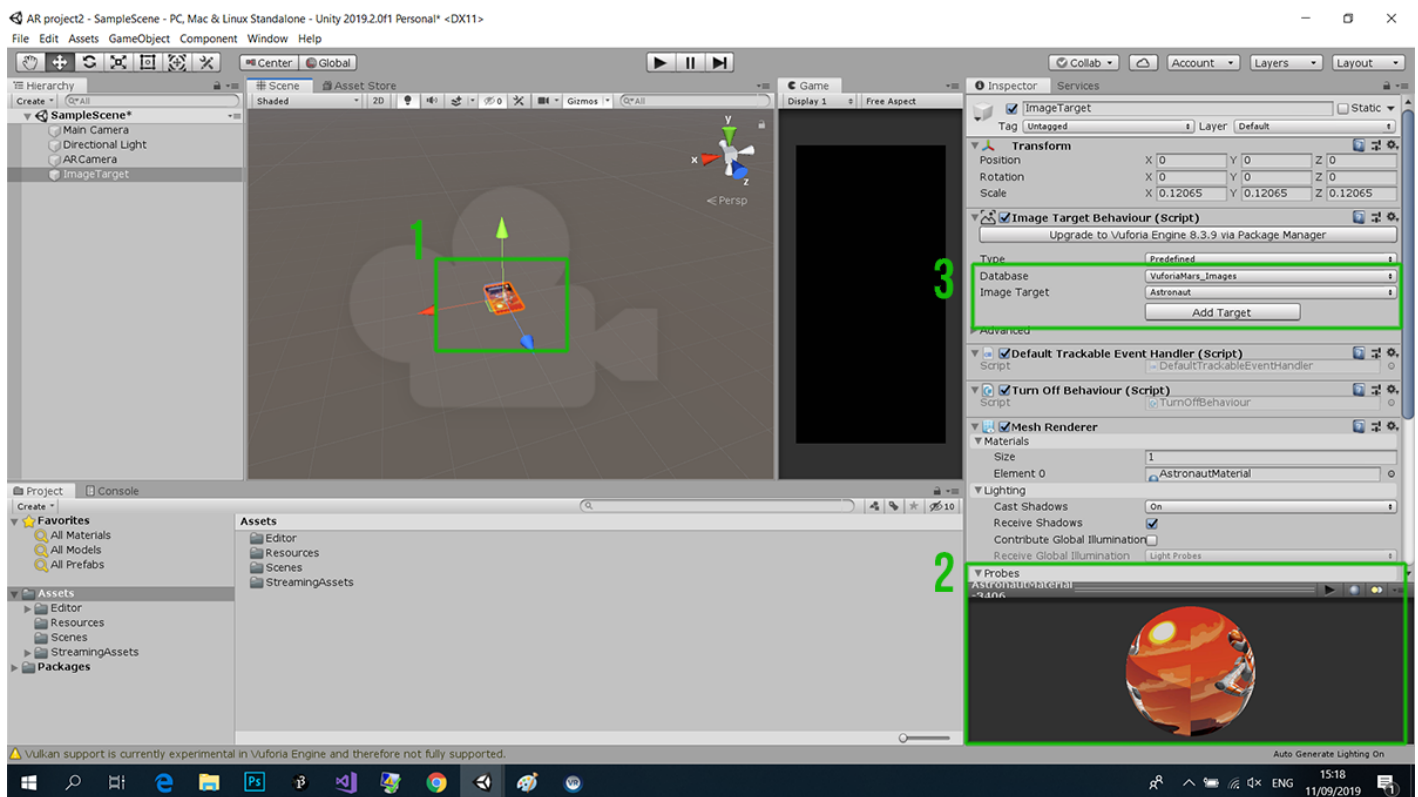 AR project2 - SampleScene - PC, Mac & Linux Standalone - Unity 2019.2.0f1 Personal* <DX11>
File Edit Assets GameObject Component Window Help
Center Global Collab Account Layers Layout
Hierarchy
Create All
SampleScene*
Main Camera
Directional Light
ARCamera
ImageTarget
Scene Asset Store
Shaded 2D 0 Gizmos All
y
x
z
Persp
1
Game
Display 1 Free Aspect
Inspector Services
ImageTarget Static
Tag Untagged Layer Default
Transform
Position X 0 Y 0 Z 0
Rotation X 0 Y 0 Z 0
Scale X 0.12065 Y 0.12065 Z 0.12065
Image Target Behaviour (Script)
Upgrade to Vuforia Engine 8.3.9 via Package Manager
Type Predefined
3
Database VuforiaMars_Images
Image Target Astronaut
Add Target
Advanced
Default Trackable Event Handler (Script)
Script DefaultTrackableEventHandler
Turn Off Behaviour (Script)
Script TurnOffBehaviour
Mesh Renderer
Materials
Size 1
Element 0 AstronautMaterial
Lighting
Cast Shadows On
Receive Shadows
Contribute Global Illumination
Receive Global Illumination Light Probes
2
Probes
AstronautMaterial
-3406
Project Console
Create 10
Favorites
All Materials
All Models
All Prefabs
Assets
Editor
Resources
Scenes
StreamingAssets
Packages
Assets
Editor
Resources
Scenes
StreamingAssets
Vulkan support is currently experimental in Vuforia Engine and therefore not fully supported.
Auto Generate Lighting On
Ps VR ENG 15:18
11/09/2019 1